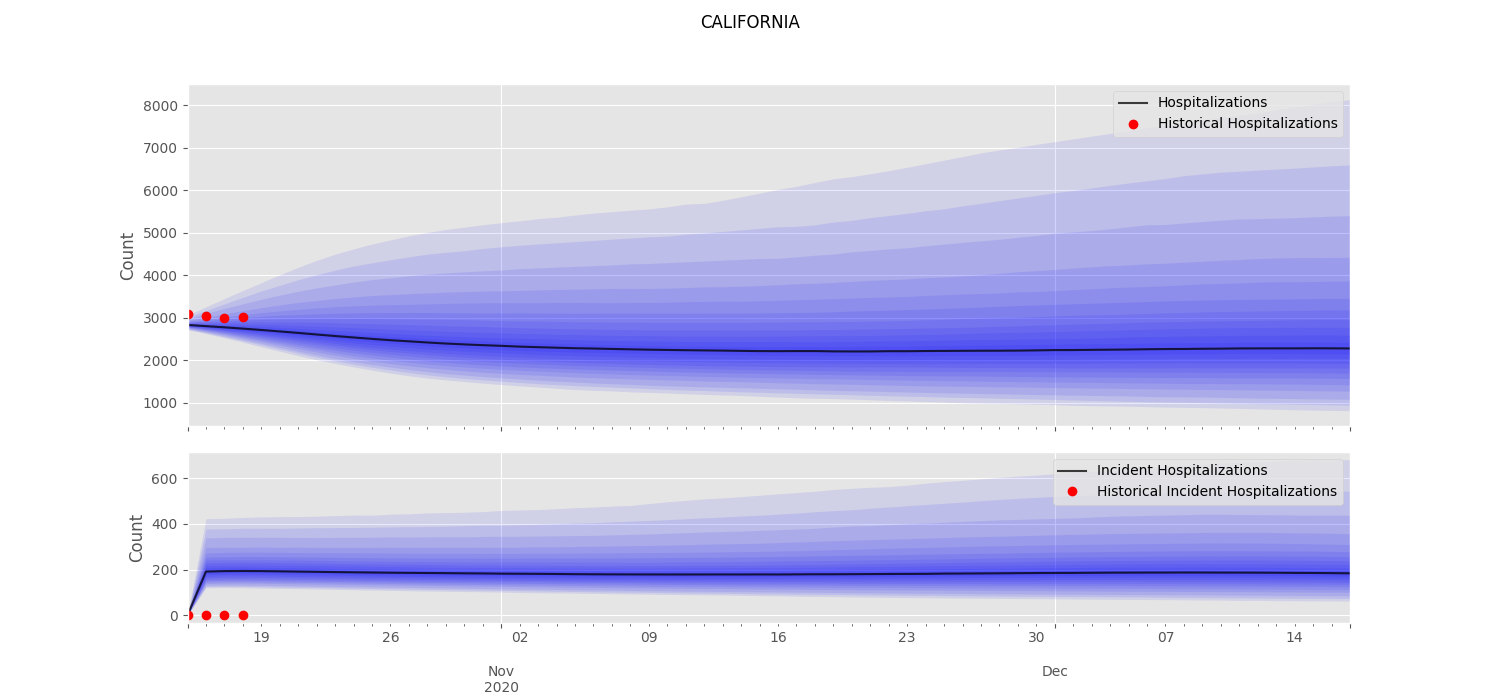 CALIFORNIA
Hospitalizations
Historical Hospitalizations
8000
7000
6000
5000
4000
3000
2000
1000
Count
Incident Hospitalizations
Historical Incident Hospitalizations
600
400
200
0
Count
19 26 02 09 16 23 30 07 14
Nov Dec
2020